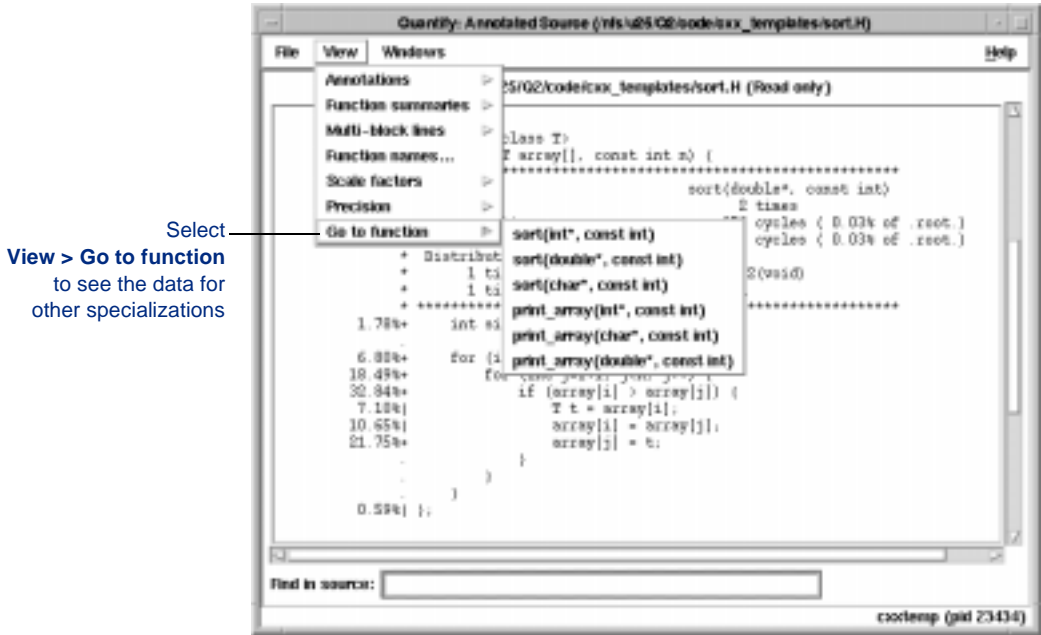 Quantify: Annotated Source (/nfs/u25/Q2/code/cxx_templates/sort.H)
File View Windows Help
25/Q2/code/cxx_templates/sort.H (Read only)
Annotations
Function summaries
Multi-block lines
Function names...
Scale factors
Precision
Go to function
class T>
T array[], const int n) {
sort(double*, const int)
2 times
cycles ( 0.03% of .root.)
cycles ( 0.03% of .root.)
sort(int*, const int)
sort(double*, const int)
sort(char*, const int)
print_array(int*, const int)
print_array(char*, const int)
print_array(double*, const int)
Select
View > Go to function
to see the data for
other specializations
* Distribut
* 1 ti 2(void)
* 1 ti
* **********
1.78%+ int si
6.80%+ for (i
18.49%+ for
32.84%+ if (array[i] > array[j]) {
7.10%| T t = array[i];
10.65%| array[i] = array[j];
21.75%+ array[j] = t;
. }
. }
. }
0.59%| };
Find in source:
cxxtemp (pid 23434)